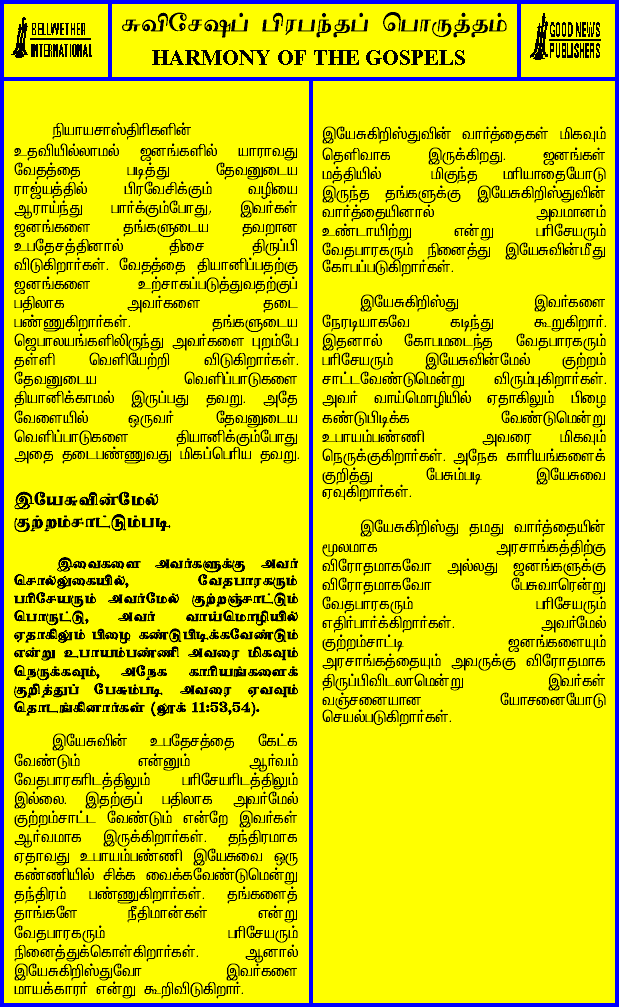 BELLWETHER
INTERNATIONAL
சுவிசேஷப் பிரபந்தப் பொருத்தம்
HARMONY OF THE GOSPELS
GOOD NEWS
PUBLISHERS
நியாயசாஸ்திரிகளின்
உதவியில்லாமல் ஜனங்களில் யாராவது
வேதத்தை படித்து தேவனுடைய
ராஜ்யத்தில் பிரவேசிக்கும் வழியை
ஆராய்ந்து பார்க்கும்போது, இவர்கள்
ஜனங்களை தங்களுடைய தவறான
உபதேசத்தினால் திசை திருப்பி
விடுகிறார்கள். வேதத்தை தியானிப்பதற்கு
ஜனங்களை உற்சாகப்படுத்துவதற்குப்
பதிலாக அவர்களை தடை
பண்ணுகிறார்கள். தங்களுடைய
ஜெபாலயங்களிலிருந்து அவர்களை புறம்பே
தள்ளி வெளியேற்றி விடுகிறார்கள்.
தேவனுடைய வெளிப்பாடுகளை
தியானிக்காமல் இருப்பது தவறு. அதே
வேளையில் ஒருவர் தேவனுடைய
வெளிப்பாடுகளை தியானிக்கும்போது
அதை தடைபண்ணுவது மிகப்பெரிய தவறு.
இயேசுவின்மேல்
குற்றம்சாட்டும்படி
இவைகளை அவர்களுக்கு அவர்
சொல்லுகையில், வேதபாரகரும்
பரிசேயரும் அவர்மேல் குற்றஞ்சாட்டும்
பொருட்டு, அவர் வாய்மொழியில்
ஏதாகிலும் பிழை கண்டுபிடிக்கவேண்டும்
என்று உபாயம்பண்ணி அவரை மிகவும்
நெருக்கவும், அநேக காரியங்களைக்
குறித்துப் பேசும்படி அவரை ஏவவும்
தொடங்கினார்கள் (லூக் 11:53,54).
இயேசுவின் உபதேசத்தை கேட்க
வேண்டும் என்னும் ஆர்வம்
வேதபாரகரிடத்திலும் பரிசேயரிடத்திலும்
இல்லை. இதற்குப் பதிலாக அவர்மேல்
குற்றம்சாட்ட வேண்டும் என்றே இவர்கள்
ஆர்வமாக இருக்கிறார்கள். தந்திரமாக
ஏதாவது உபாயம்பண்ணி இயேசுவை ஒரு
கண்ணியில் சிக்க வைக்கவேண்டுமென்று
தந்திரம் பண்ணுகிறார்கள். தங்களைத்
தாங்களே நீதிமான்கள் என்று
வேதபாரகரும் பரிசேயரும்
நினைத்துக்கொள்கிறார்கள். ஆனால்
இயேசுகிறிஸ்துவோ இவர்களை
மாயக்காரர் என்று கூறிவிடுகிறார்.
இயேசுகிறிஸ்துவின் வார்த்தைகள் மிகவும்
தெளிவாக இருக்கிறது. ஜனங்கள்
மத்தியில் மிகுந்த மரியாதையோடு
இருந்த தங்களுக்கு இயேசுகிறிஸ்துவின்
வார்த்தையினால் அவமானம்
உண்டாயிற்று என்று பரிசேயரும்
வேதபாரகரும் நினைத்து இயேசுவின்மீது
கோபப்படுகிறார்கள்.
இயேசுகிறிஸ்து இவர்களை
நேரடியாகவே கடிந்து கூறுகிறார்.
இதனால் கோபமடைந்த வேதபாரகரும்
பரிசேயரும் இயேசுவின்மேல் குற்றம்
சாட்டவேண்டுமென்று விரும்புகிறார்கள்.
அவர் வாய்மொழியில் ஏதாகிலும் பிழை
கண்டுபிடிக்க வேண்டுமென்று
உபாயம்பண்ணி அவரை மிகவும்
நெருக்குகிறார்கள். அநேக காரியங்களைக்
குறித்து பேசும்படி இயேசுவை
ஏவுகிறார்கள்.
இயேசுகிறிஸ்து தமது வார்த்தையின்
மூலமாக அரசாங்கத்திற்கு
விரோதமாகவோ அல்லது ஜனங்களுக்கு
விரோதமாகவோ பேசுவாரென்று
வேதபாரகரும் பரிசேயரும்
எதிர்பார்க்கிறார்கள். அவர்மேல்
குற்றம்சாட்டி ஜனங்களையும்
அரசாங்கத்தையும் அவருக்கு விரோதமாக
திருப்பிவிடலாமென்று இவர்கள்
வஞ்சனையான யோசனையோடு
செயல்படுகிறார்கள்.